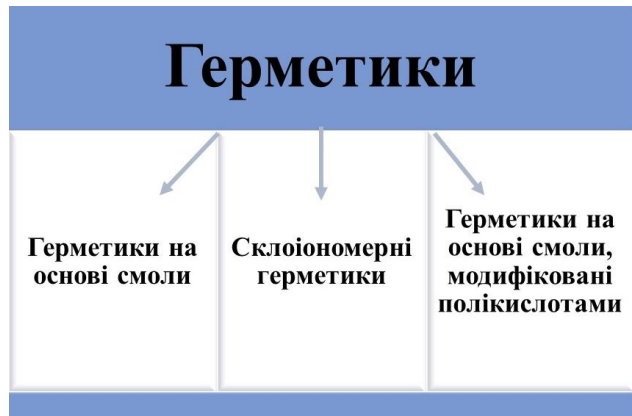 Герметики
Герметики на
основі смоли
Склоіономерні
герметики
Герметики на
основі смоли,
модифіковані
полікислотами